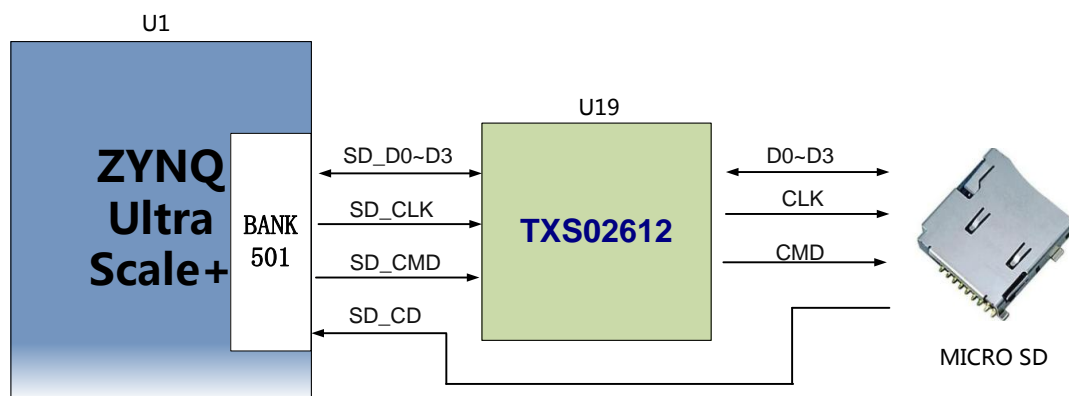 U1
U19
ZYNQ
Ultra
Scale+
BANK
501
SD_D0~D3
SD_CLK
SD_CMD
SD_CD
TXS02612
D0~D3
CLK
CMD
MICRO SD